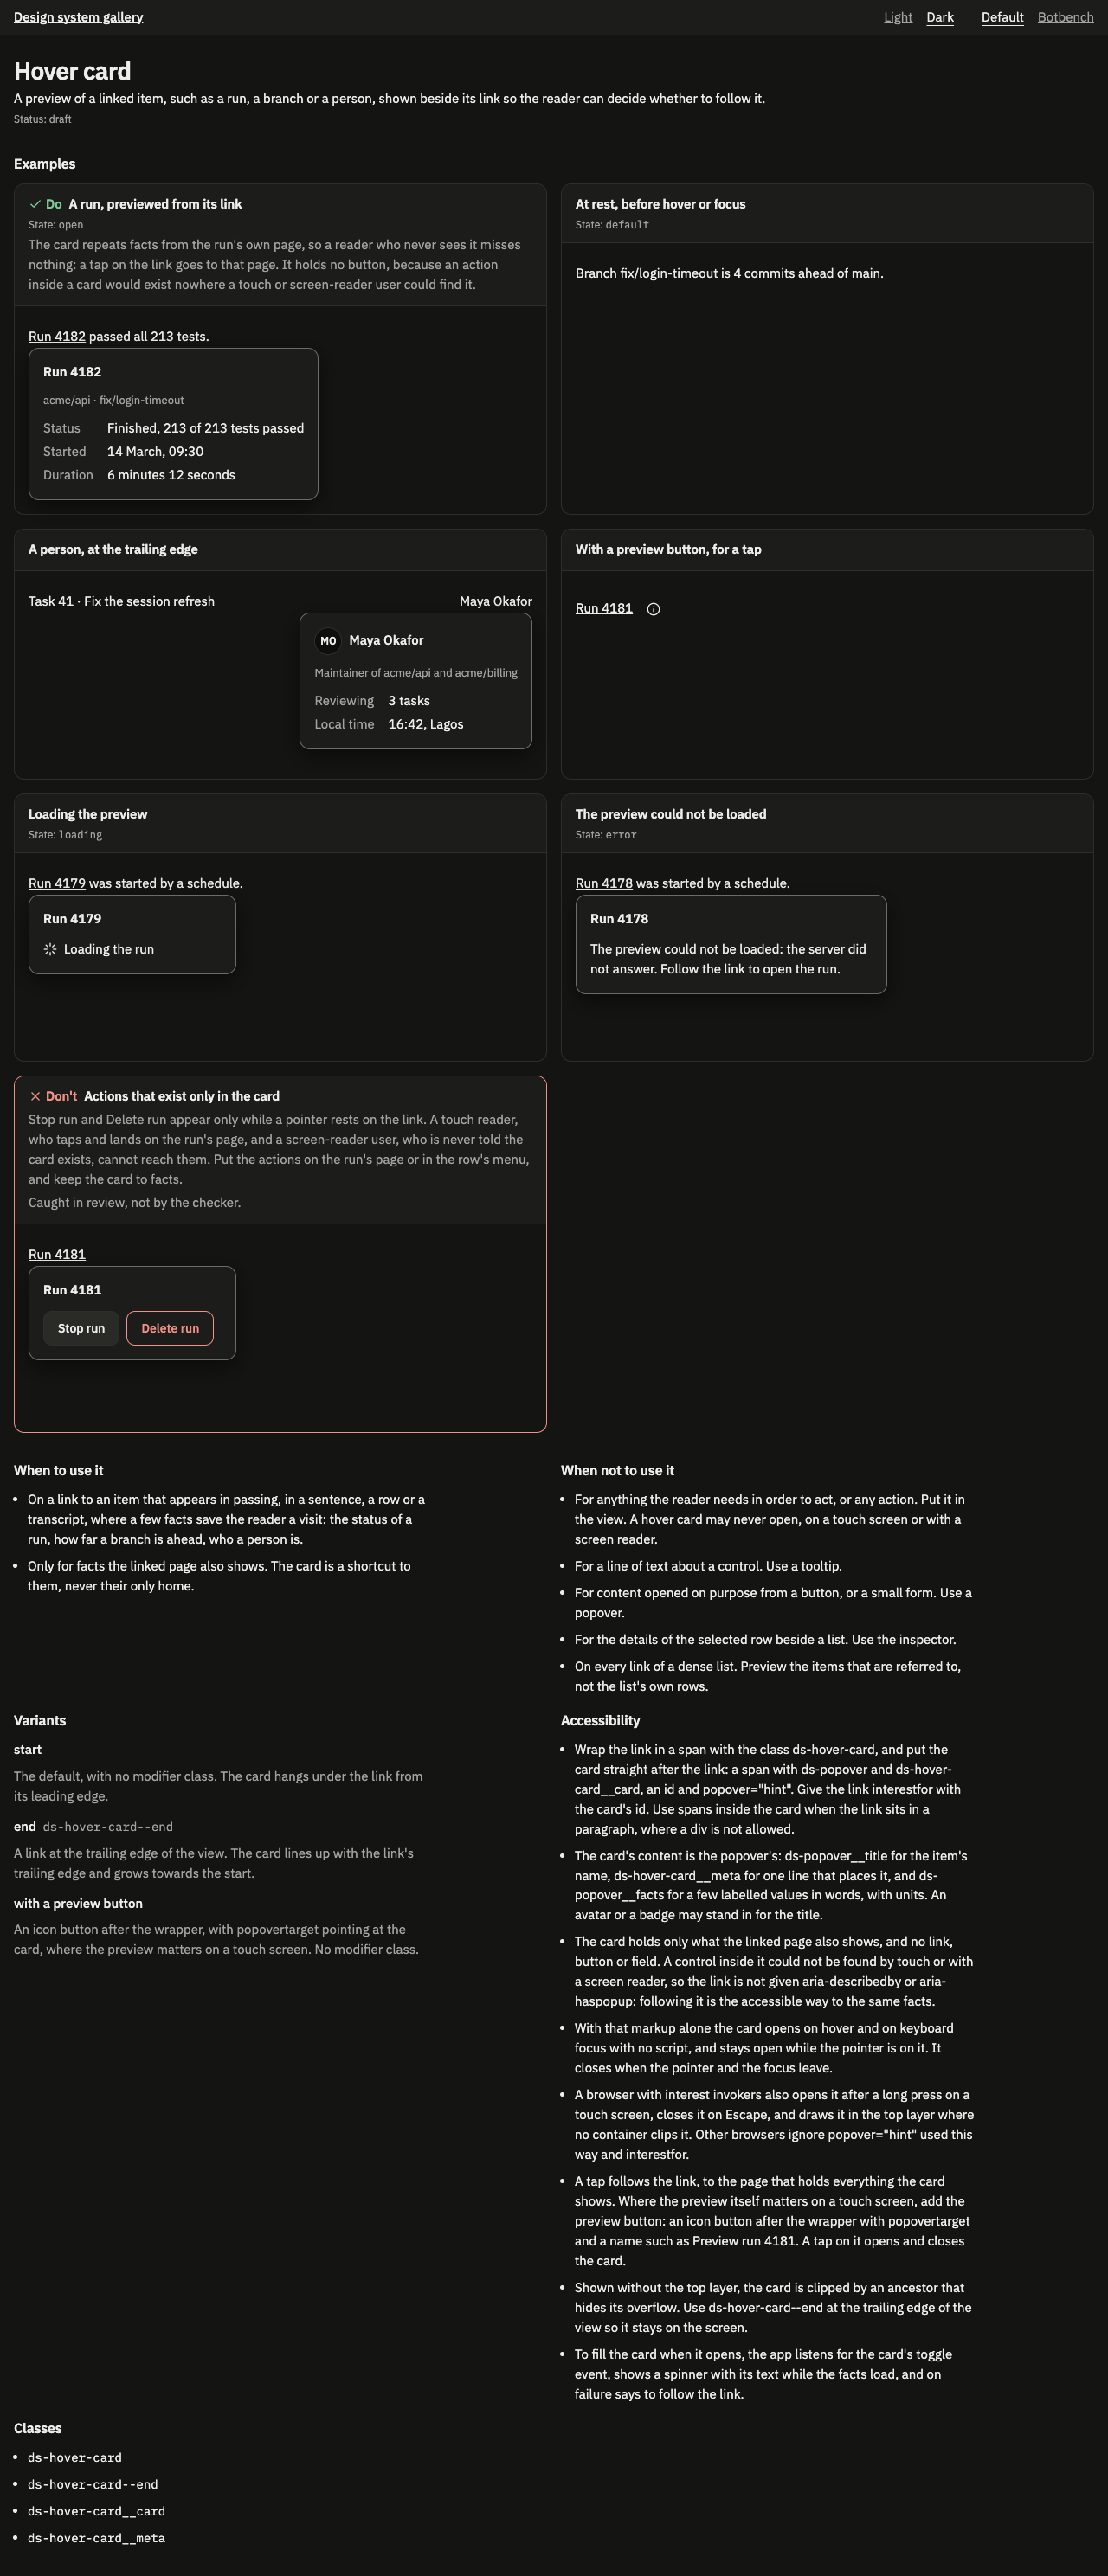 Design system gallery
Light Dark Default Botbench
Hover card
A preview of a linked item, such as a run, a branch or a person, shown beside its link so the reader can decide whether to follow it.
Status: draft
Examples
Do A run, previewed from its link
State: open
The card repeats facts from the run's own page, so a reader who never sees it misses
nothing: a tap on the link goes to that page. It holds no button, because an action
inside a card would exist nowhere a touch or screen-reader user could find it.
Run 4182 passed all 213 tests.
Run 4182
acme/api · fix/login-timeout
Status Finished, 213 of 213 tests passed
Started 14 March, 09:30
Duration 6 minutes 12 seconds
At rest, before hover or focus
State: default
Branch fix/login-timeout is 4 commits ahead of main.
A person, at the trailing edge
Task 41 · Fix the session refresh
Maya Okafor
MO Maya Okafor
Maintainer of acme/api and acme/billing
Reviewing 3 tasks
Local time 16:42, Lagos
With a preview button, for a tap
Run 4181
Loading the preview
State: loading
Run 4179 was started by a schedule.
Run 4179
Loading the run
The preview could not be loaded
State: error
Run 4178 was started by a schedule.
Run 4178
The preview could not be loaded: the server did
not answer. Follow the link to open the run.
Don't Actions that exist only in the card
Stop run and Delete run appear only while a pointer rests on the link. A touch reader,
who taps and lands on the run's page, and a screen-reader user, who is never told the
card exists, cannot reach them. Put the actions on the run's page or in the row's menu,
and keep the card to facts.
Caught in review, not by the checker.
Run 4181
Run 4181
Stop run Delete run
When to use it
• On a link to an item that appears in passing, in a sentence, a row or a
transcript, where a few facts save the reader a visit: the status of a
run, how far a branch is ahead, who a person is.
• Only for facts the linked page also shows. The card is a shortcut to
them, never their only home.
When not to use it
• For anything the reader needs in order to act, or any action. Put it in
the view. A hover card may never open, on a touch screen or with a
screen reader.
• For a line of text about a control. Use a tooltip.
• For content opened on purpose from a button, or a small form. Use a
popover.
• For the details of the selected row beside a list. Use the inspector.
• On every link of a dense list. Preview the items that are referred to,
not the list's own rows.
Variants
start
The default, with no modifier class. The card hangs under the link from
its leading edge.
end ds-hover-card--end
A link at the trailing edge of the view. The card lines up with the link's
trailing edge and grows towards the start.
with a preview button
An icon button after the wrapper, with popovertarget pointing at the
card, where the preview matters on a touch screen. No modifier class.
Accessibility
• Wrap the link in a span with the class ds-hover-card, and put the
card straight after the link: a span with ds-popover and ds-hover-
card__card, an id and popover="hint". Give the link interestfor with
the card's id. Use spans inside the card when the link sits in a
paragraph, where a div is not allowed.
• The card's content is the popover's: ds-popover__title for the item's
name, ds-hover-card__meta for one line that places it, and ds-
popover__facts for a few labelled values in words, with units. An
avatar or a badge may stand in for the title.
• The card holds only what the linked page also shows, and no link,
button or field. A control inside it could not be found by touch or with
a screen reader, so the link is not given aria-describedby or aria-
haspopup: following it is the accessible way to the same facts.
• With that markup alone the card opens on hover and on keyboard
focus with no script, and stays open while the pointer is on it. It
closes when the pointer and the focus leave.
• A browser with interest invokers also opens it after a long press on a
touch screen, closes it on Escape, and draws it in the top layer where
no container clips it. Other browsers ignore popover="hint" used this
way and interestfor.
• A tap follows the link, to the page that holds everything the card
shows. Where the preview itself matters on a touch screen, add the
preview button: an icon button after the wrapper with popovertarget
and a name such as Preview run 4181. A tap on it opens and closes
the card.
• Shown without the top layer, the card is clipped by an ancestor that
hides its overflow. Use ds-hover-card--end at the trailing edge of the
view so it stays on the screen.
• To fill the card when it opens, the app listens for the card's toggle
event, shows a spinner with its text while the facts load, and on
failure says to follow the link.
Classes
• ds-hover-card
• ds-hover-card--end
• ds-hover-card__card
• ds-hover-card__meta